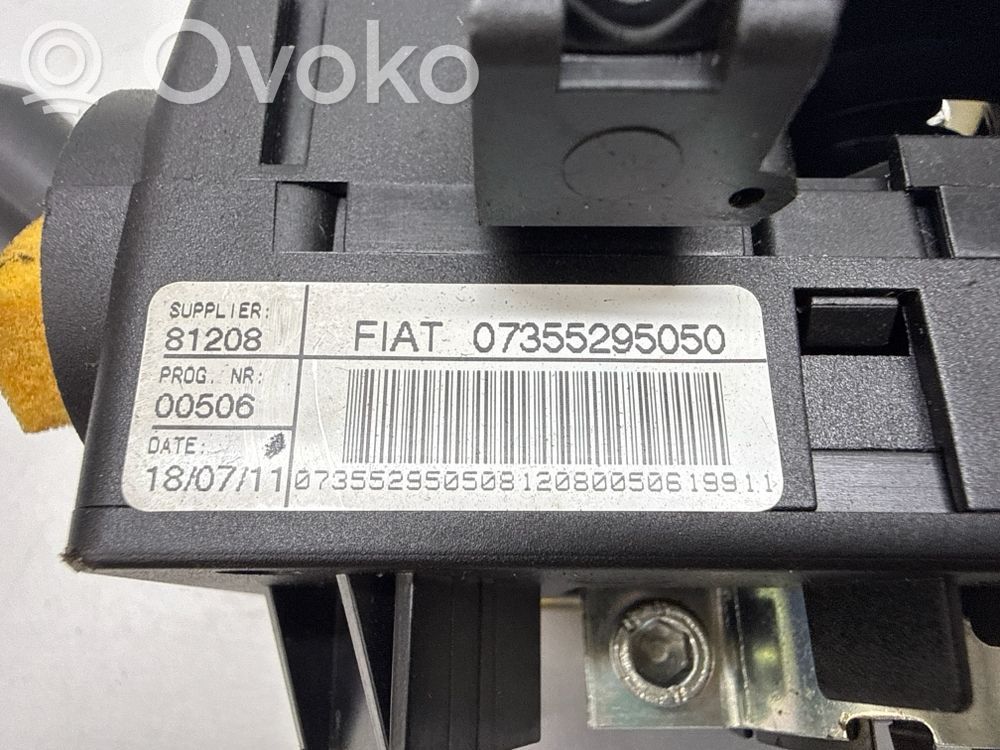 Ovoko
SUPPLIER:
81208
FIAT 07355295050
PROG. NR:
00506
DATE:
18/07/11
07355295050812080050619911